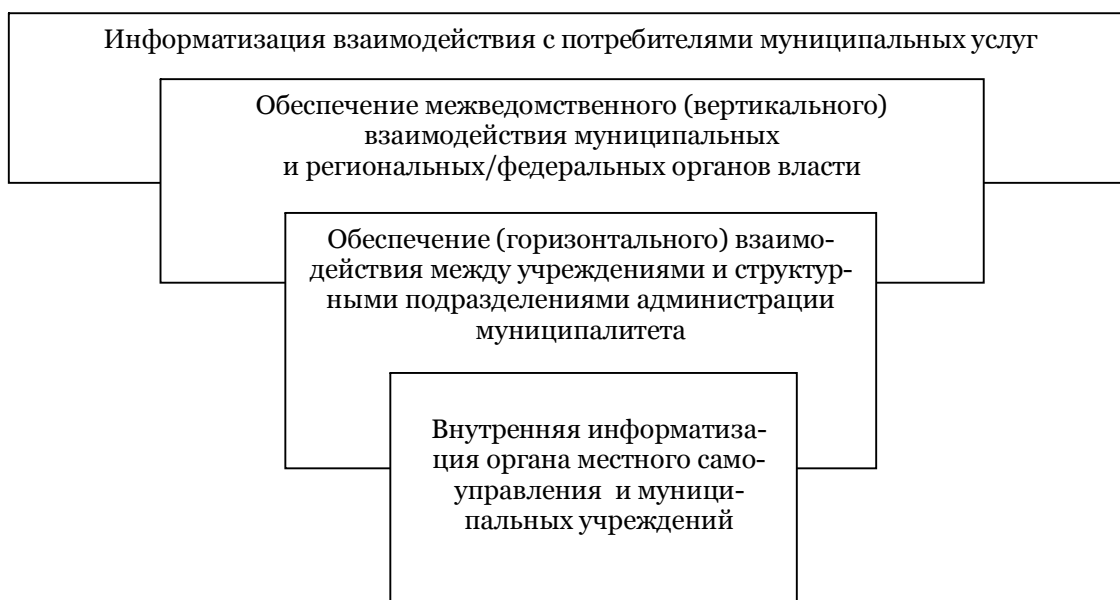 Информатизация взаимодействия с потребителями муниципальных услуг
Обеспечение межведомственного (вертикального)
взаимодействия муниципальных
и региональных/федеральных органов власти
Обеспечение (горизонтального) взаимо-
действия между учреждениями и структур-
ными подразделениями администрации
муниципалитета
Внутренняя информатиза-
ция органа местного само-
управления и муници-
пальных учреждений